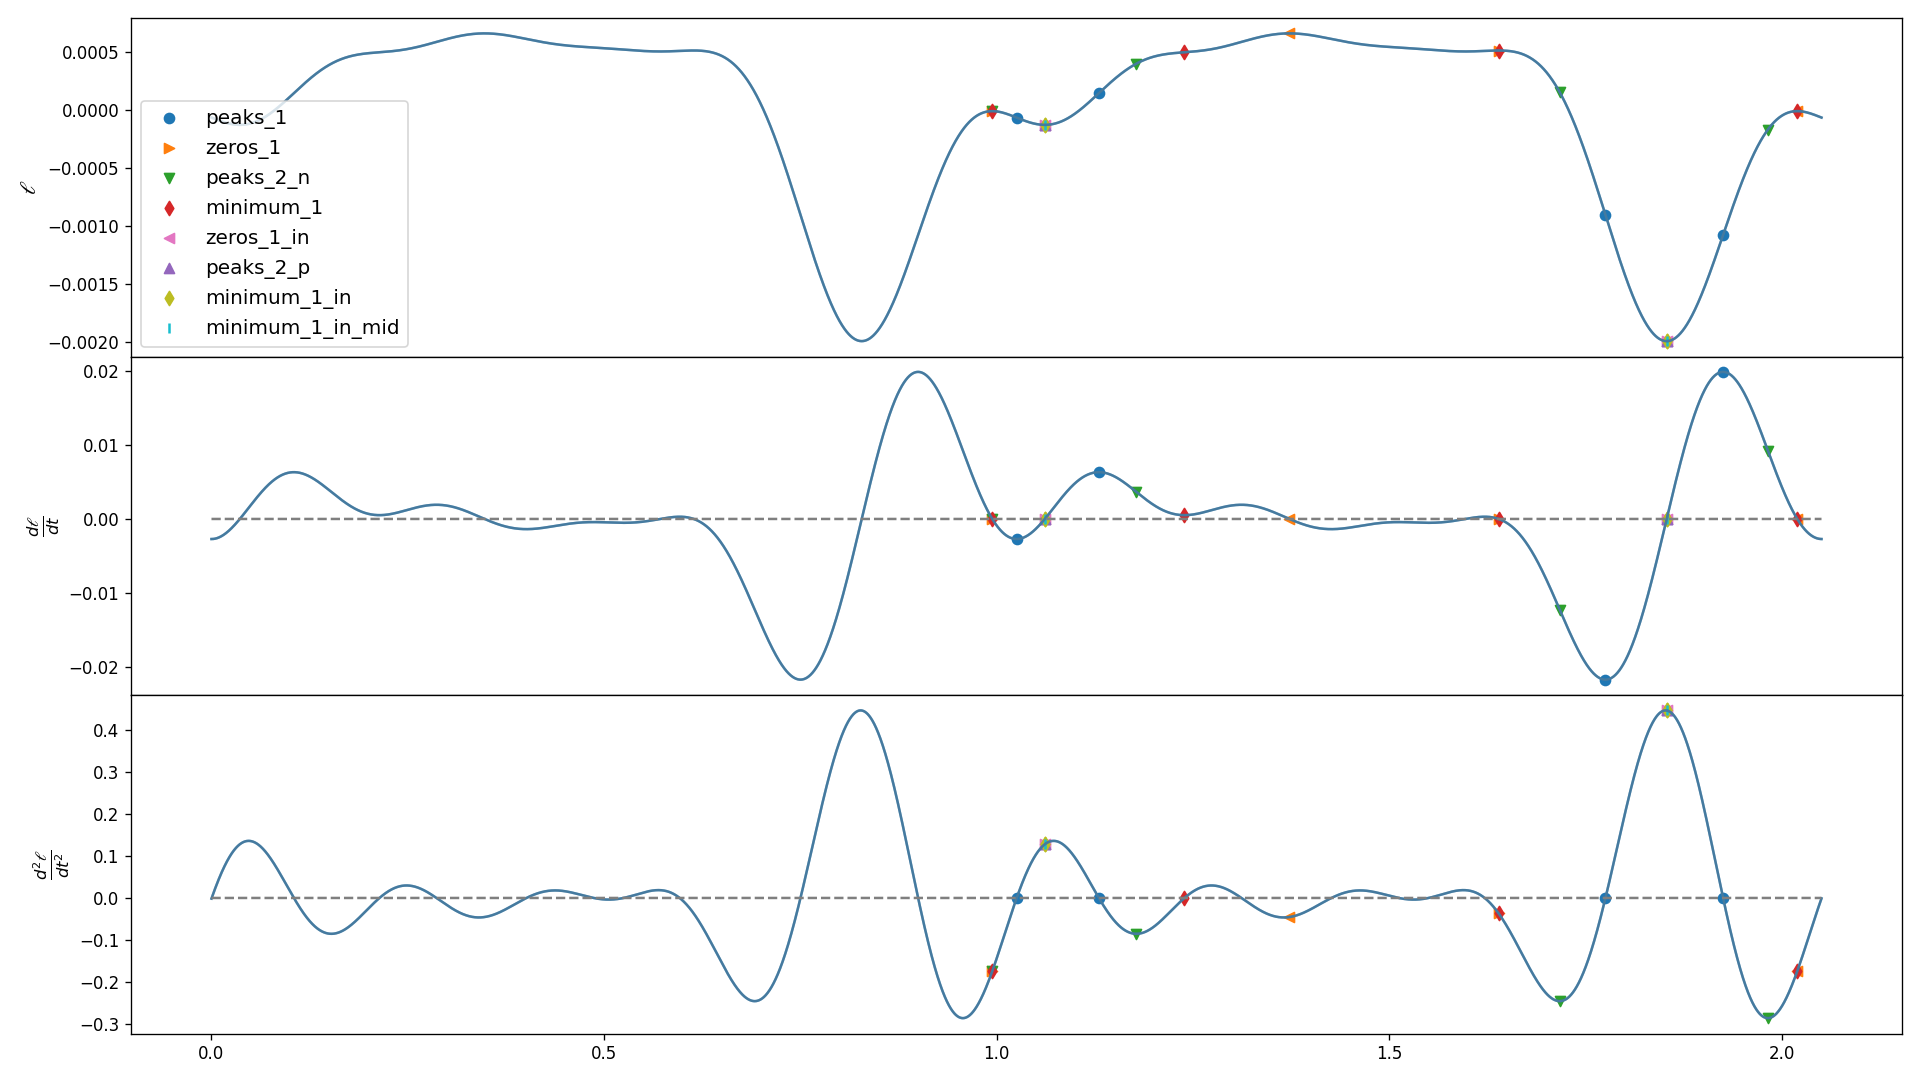 0.0005
0.0000
−0.0005
−0.0010
−0.0015
−0.0020
ℓ
peaks_1
zeros_1
peaks_2_n
minimum_1
zeros_1_in
peaks_2_p
minimum_1_in
minimum_1_in_mid
0.02
0.01
0.00
−0.01
−0.02
dℓ
dt
0.4
0.3
0.2
0.1
0.0
−0.1
−0.2
−0.3
d²ℓ
dt²
0.0 0.5 1.0 1.5 2.0